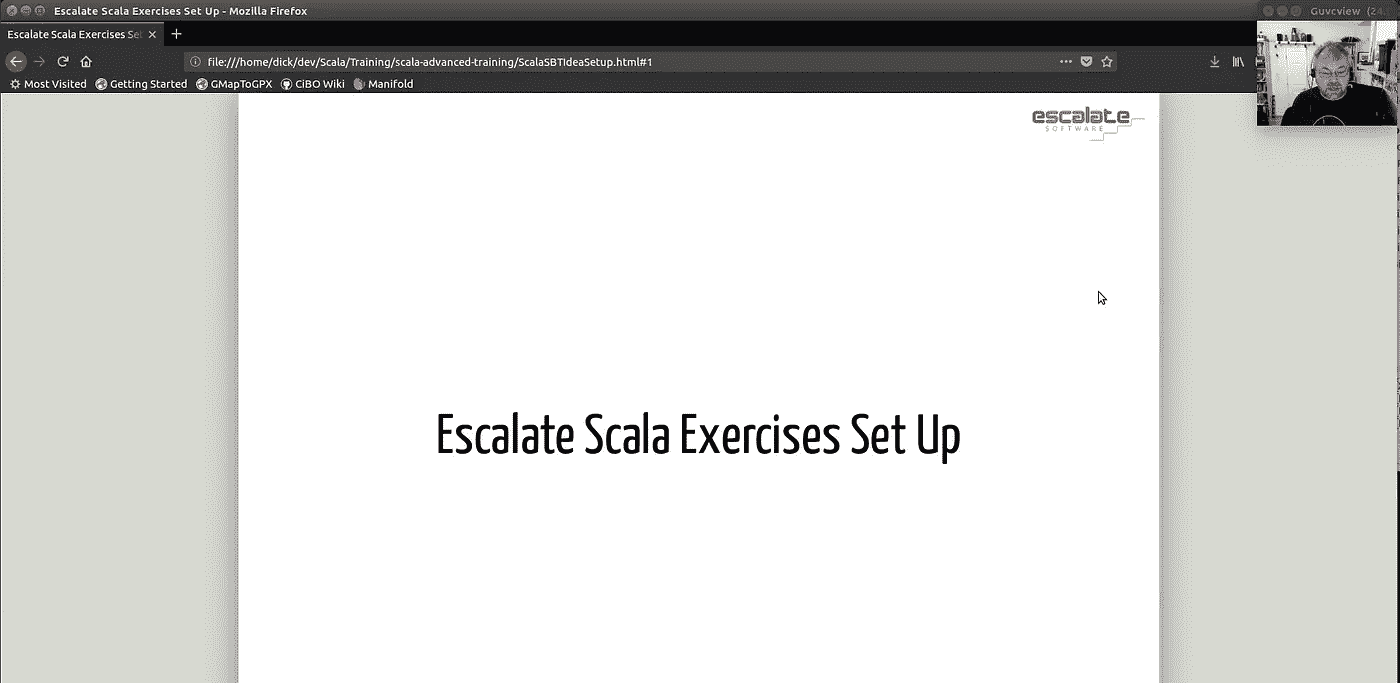 Escalate Scala Exercises Set Up - Mozilla Firefox
Guvcview (24.
Escalate Scala Exercises Se
file:///home/dick/dev/Scala/Training/scala-advanced-training/ScalaSBTIdeaSetup.html#1
Most Visited Getting Started GMapToGPX CiBO Wiki Manifold
escalate
SOFTWARE
Escalate Scala Exercises Set Up